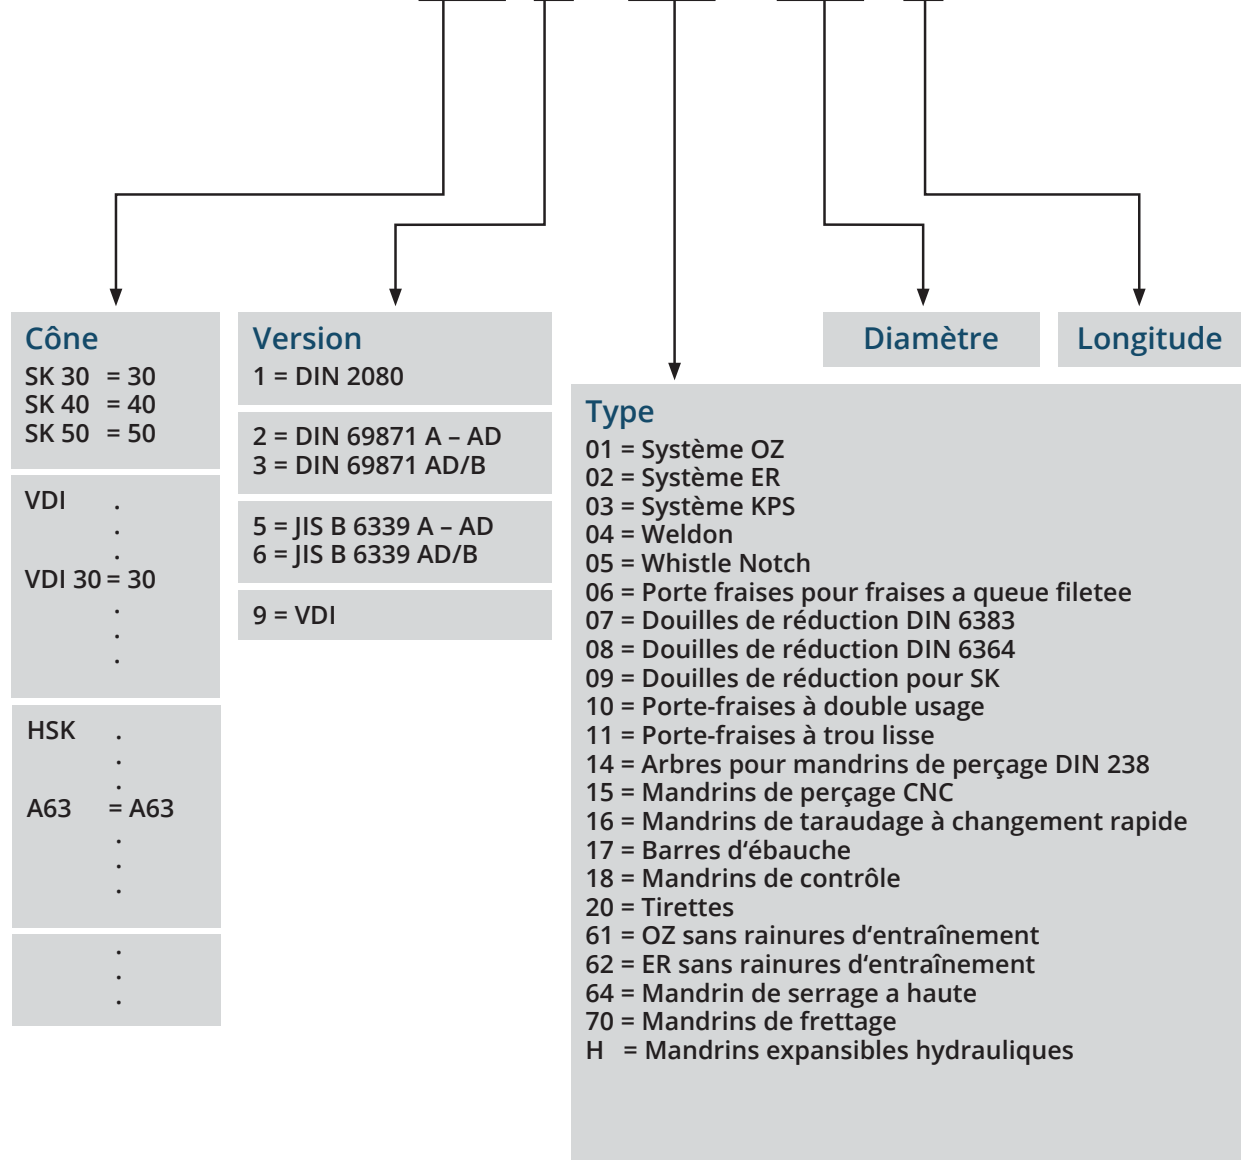 Cône
SK 30 = 30
SK 40 = 40
SK 50 = 50
VDI .
.
.
VDI 30 = 30
.
.
.
HSK .
.
.
A63 = A63
.
.
.
.
.
.
Version
1 = DIN 2080
2 = DIN 69871 A – AD
3 = DIN 69871 AD/B
5 = JIS B 6339 A – AD
6 = JIS B 6339 AD/B
9 = VDI
Diamètre
Longitude
Type
01 = Système OZ
02 = Système ER
03 = Système KPS
04 = Weldon
05 = Whistle Notch
06 = Porte fraises pour fraises a queue filetee
07 = Douilles de réduction DIN 6383
08 = Douilles de réduction DIN 6364
09 = Douilles de réduction pour SK
10 = Porte-fraises à double usage
11 = Porte-fraises à trou lisse
14 = Arbres pour mandrins de perçage DIN 238
15 = Mandrins de perçage CNC
16 = Mandrins de taraudage à changement rapide
17 = Barres d‘ébauche
18 = Mandrins de contrôle
20 = Tirettes
61 = OZ sans rainures d‘entraînement
62 = ER sans rainures d‘entraînement
64 = Mandrin de serrage a haute
70 = Mandrins de frettage
H = Mandrins expansibles hydrauliques